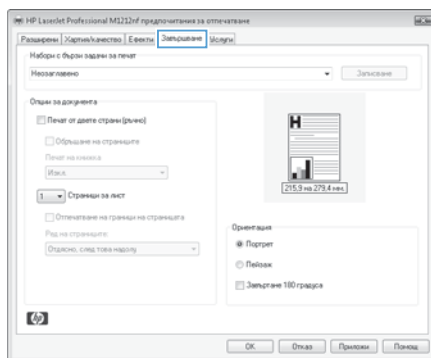 HP LaserJet Professional M1212nf предпочитания за отпечатване
Разширени Хартия/качество Ефекти Завършване Услуги
Набори с бързи задачи за печат
Неозаглавено Записване
Опции за документа
Печат от двете страни (ръчно)
Обръщане на страниците
Печат на книжка
Изкл.
1 Страници за лист
Отпечатване на граници на страницата
Ред на страниците:
Отдясно, след това надолу
H
215,9 на 279,4 мм.
Ориентация
Портрет
Пейзаж
Завъртане 180 градуса
hp
OK Отказ Приложи Помощ